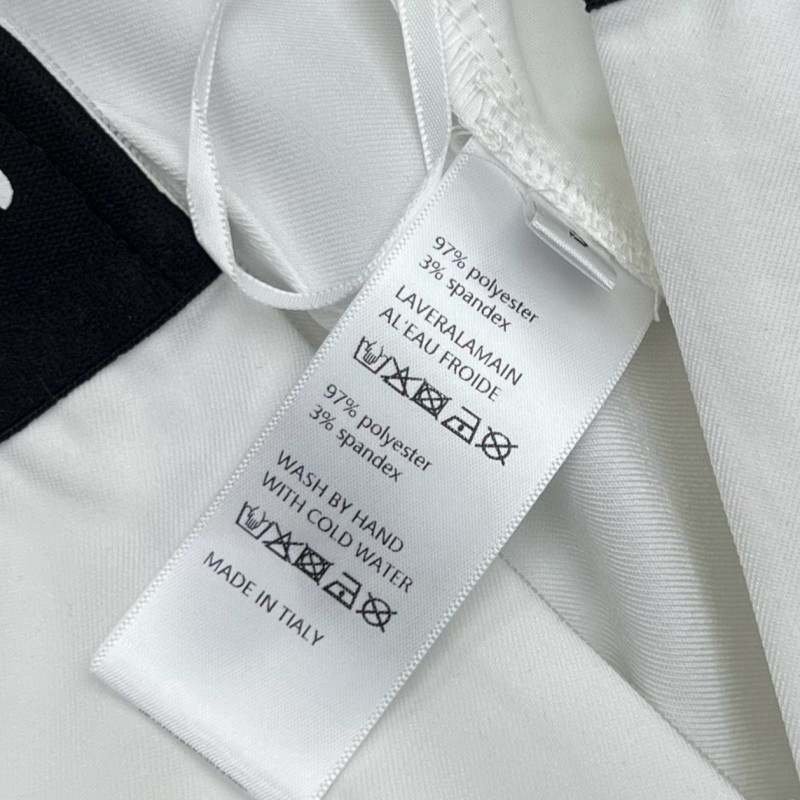 97% polyester
3% spandex
LAVERALAMAIN
AL'EAU FROIDE
97% polyester
3% spandex
WASH BY HAND
WITH COLD WATER
MADE IN TIALY